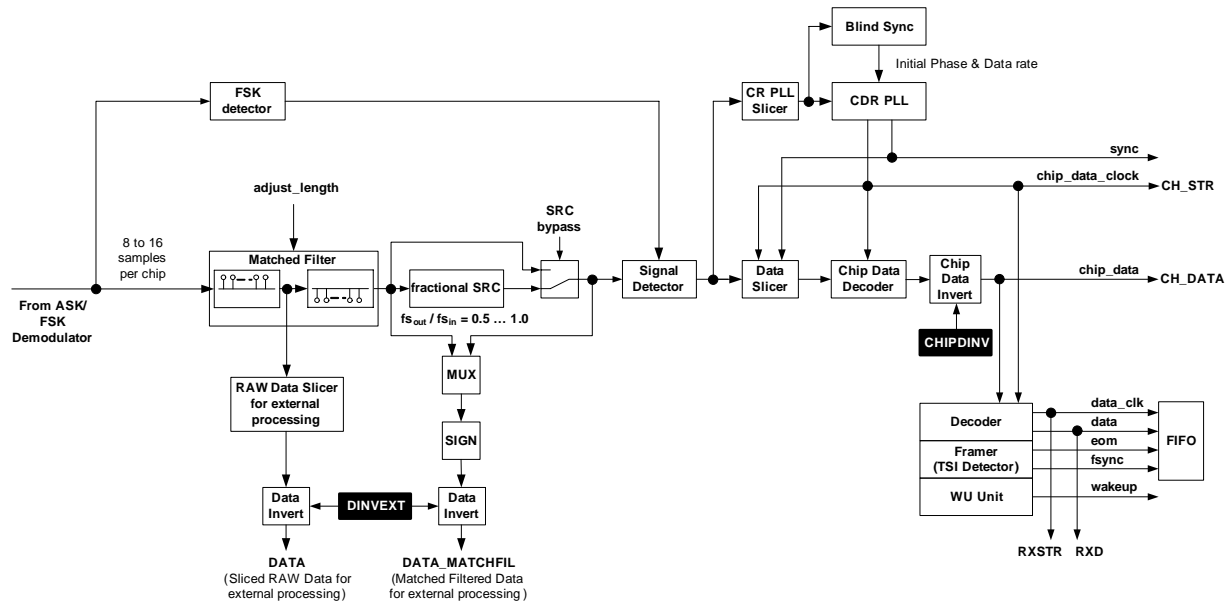 Blind Sync
Initial Phase & Data rate
FSK
detector
CR PLL
Slicer
CDR PLL
sync
adjust_length
chip_data_clock
CH_STR
SRC
bypass
8 to 16
samples
per chip
Matched Filter
fractional SRC
Signal
Detector
Data
Slicer
Chip Data
Decoder
Chip
Data
Invert
chip_data
CH_DATA
From ASK/
FSK
Demodulator
fsout / fsin = 0.5 … 1.0
CHIPDINV
MUX
RAW Data Slicer
for external
processing
SIGN
Decoder
data_clk
data
Framer
(TSI Detector)
eom
fsync
FIFO
WU Unit
wakeup
Data
Invert
DINVEXT
Data
Invert
RXSTR
RXD
DATA
(Sliced RAW Data for
external processing)
DATA_MATCHFIL
(Matched Filtered Data
for external processing )